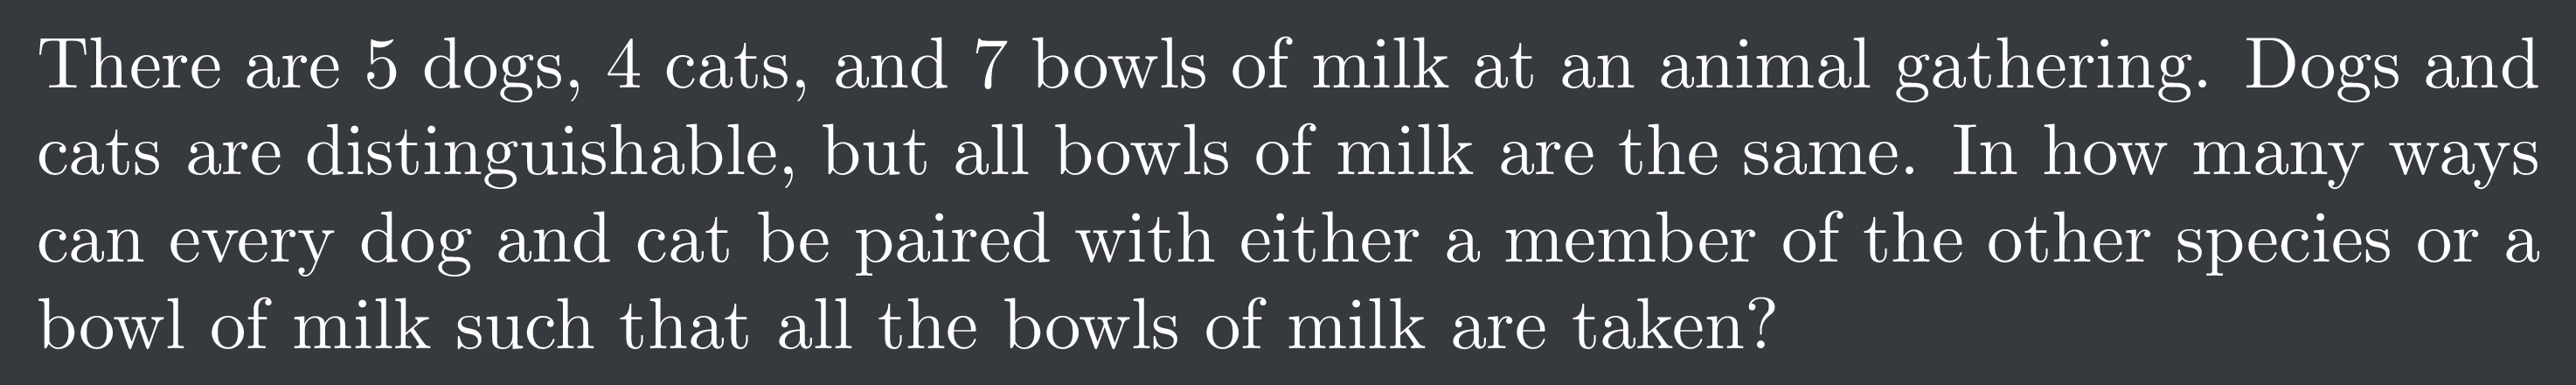 There are 5 dogs, 4 cats, and 7 bowls of milk at an animal gathering. Dogs and
cats are distinguishable, but all bowls of milk are the same. In how many ways
can every dog and cat be paired with either a member of the other species or a
bowl of milk such that all the bowls of milk are taken?